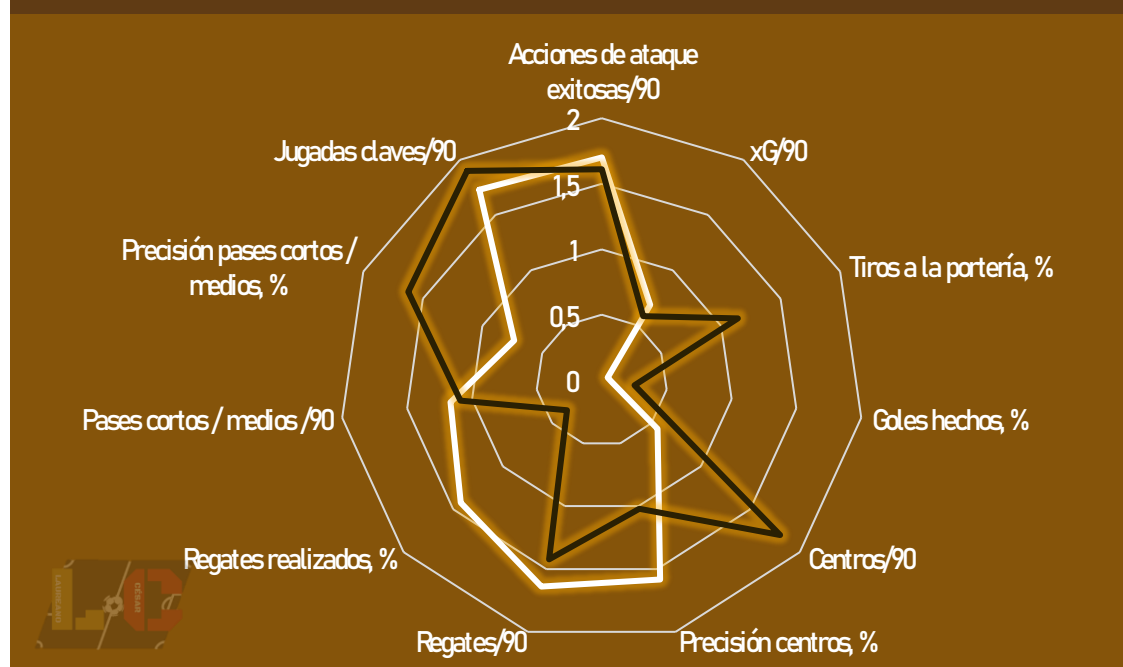 Acciones de ataque
exitosas/90
2
Jugadas claves/90
xG/90
1,5
Precisión pases cortos /
medios, %
1
Tiros a la portería, %
0,5
0
Pases cortos / medios /90
Goles hechos, %
Regates realizados, %
Centros/90
LAUREANO
L
CÉSAR
C
Regates/90
Precisión centros, %